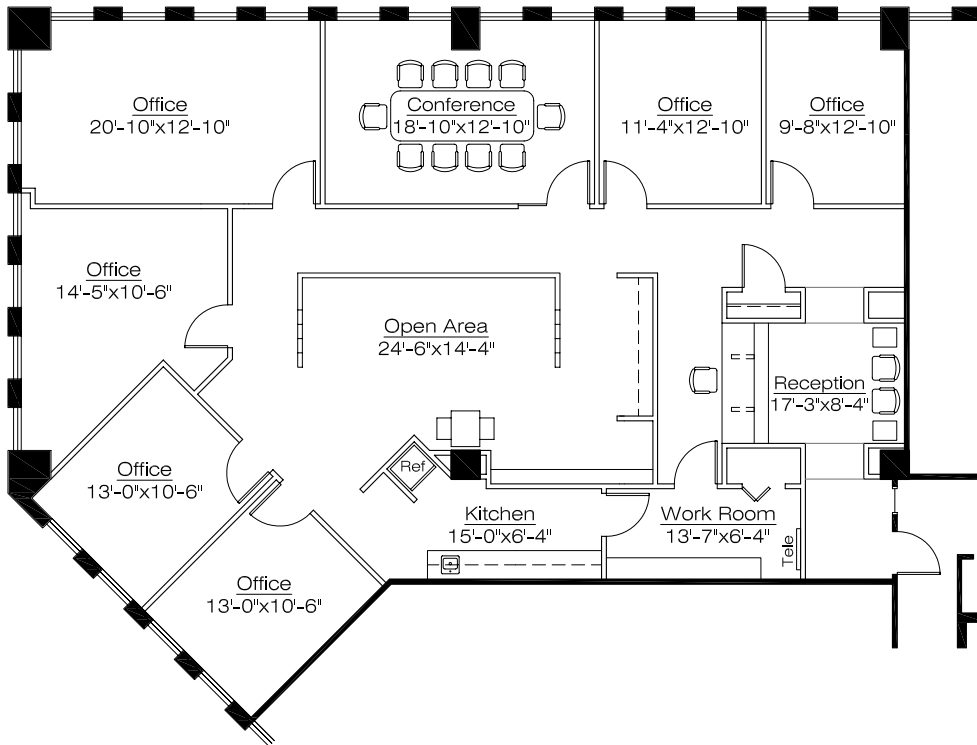 Office
20'-10"x12'-10"
Conference
18'-10"x12'-10"
Office
11'-4"x12'-10"
Office
9'-8"x12'-10"
Office
14'-5"x10'-6"
Open Area
24'-6"x14'-4"
Reception
17'-3"x8'-4"
Office
13'-0"x10'-6"
Ref
Kitchen
15'-0"x6'-4"
Work Room
13'-7"x6'-4"
Tele
Office
13'-0"x10'-6"